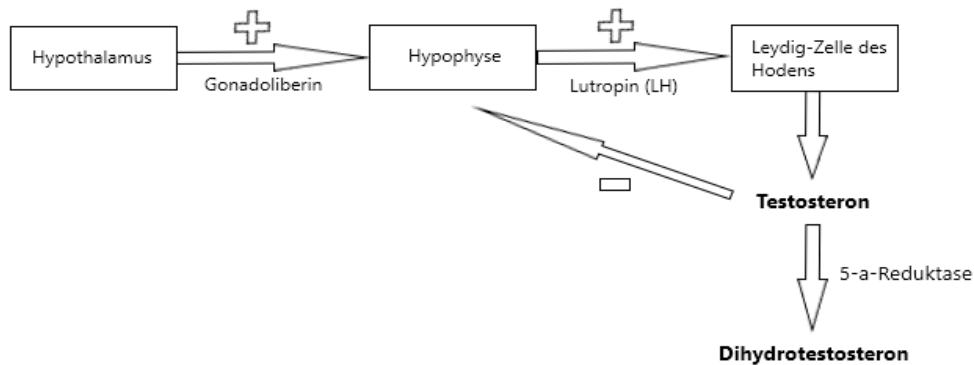 Hypothalamus
Gonadoliberin
Hypophyse
Lutropin (LH)
Leydig-Zelle des
Hodens
Testosteron
5-a-Reduktase
Dihydrotestosteron